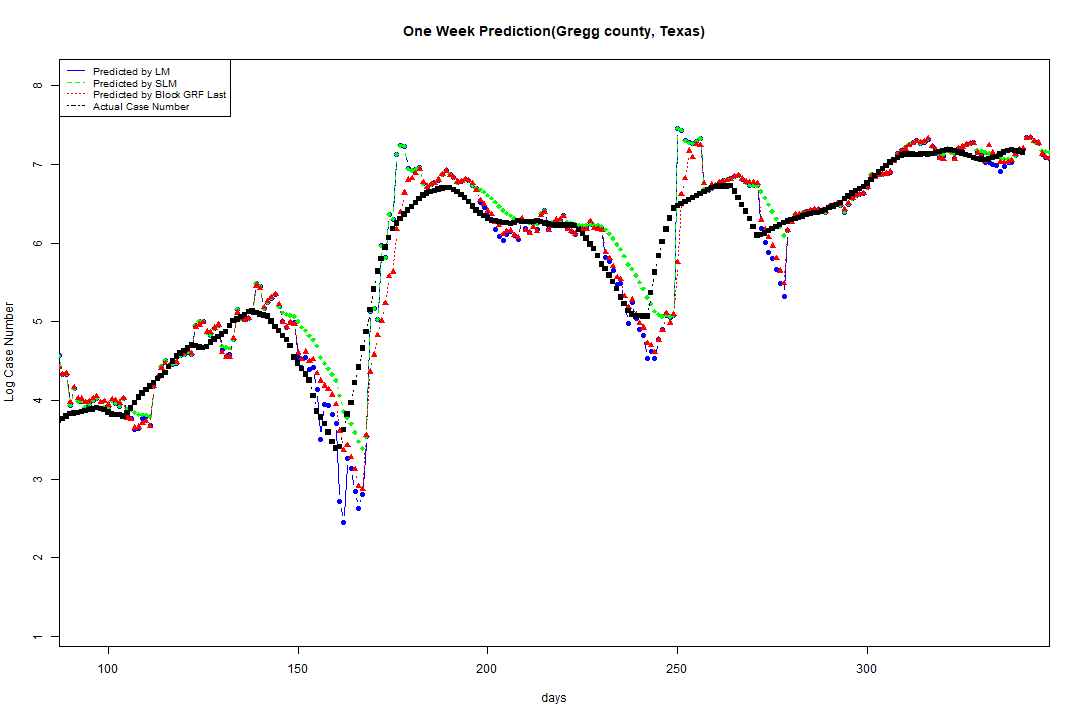 One Week Prediction(Gregg county, Texas)
Predicted by LM
Predicted by SLM
Predicted by Block GRF Last
Actual Case Number
8
7
6
5
4
3
2
1
Log Case Number
100
150
200
250
300
days